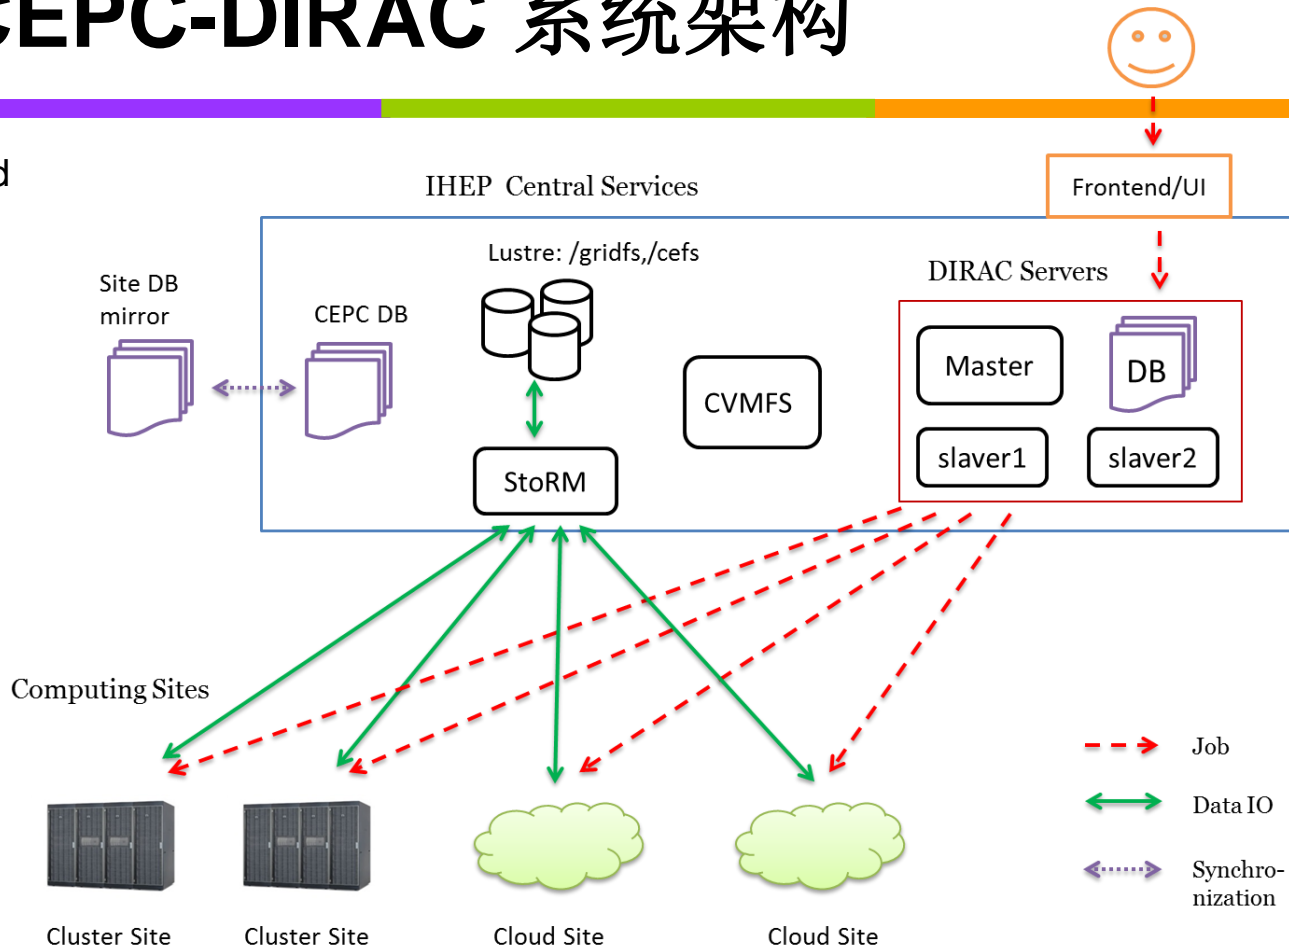 CEPC-DIRAC 系统架构
d
IHEP Central Services
Frontend/UI
Lustre: /gridfs,/cefs
DIRAC Servers
Site DB
mirror
CEPC DB
Master
DB
CVMFS
slaver1
slaver2
StoRM
Computing Sites
Job
Data IO
Synchro-
nization
Cluster Site
Cluster Site
Cloud Site
Cloud Site